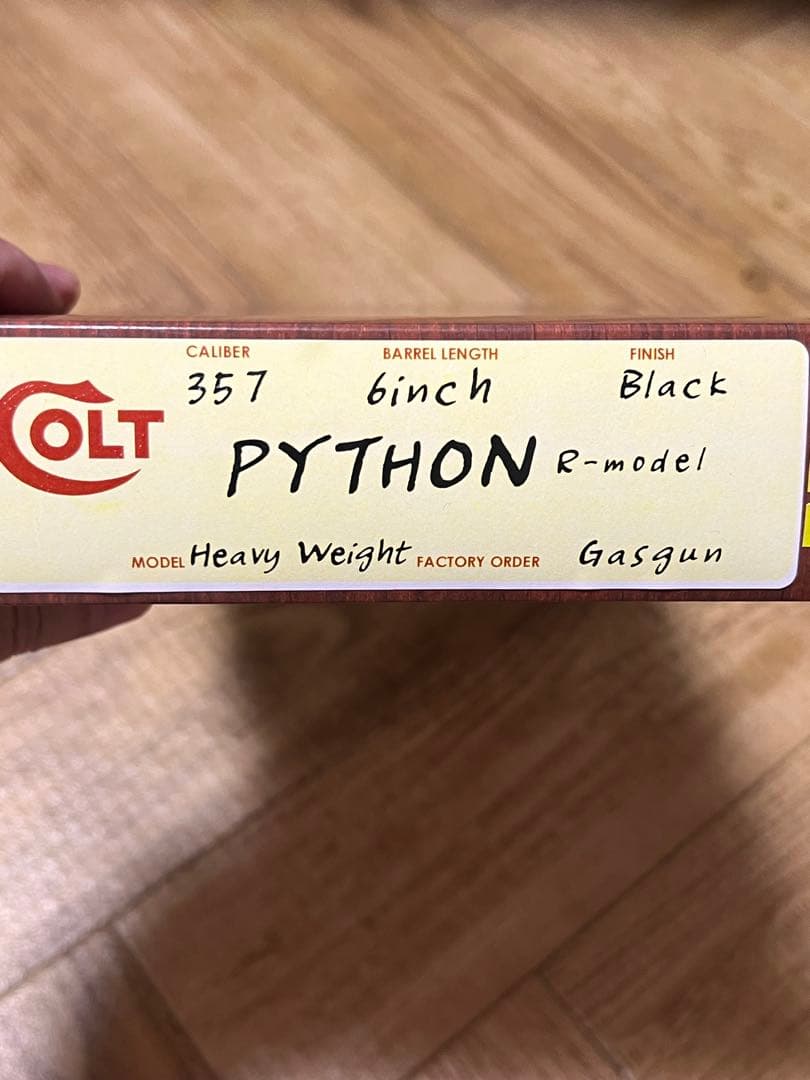 CALIBER BARREL LENGTH FINISH
357 6inch Black
COLT
PYTHON R-model
MODEL Heavy Weight FACTORY ORDER Gasgun